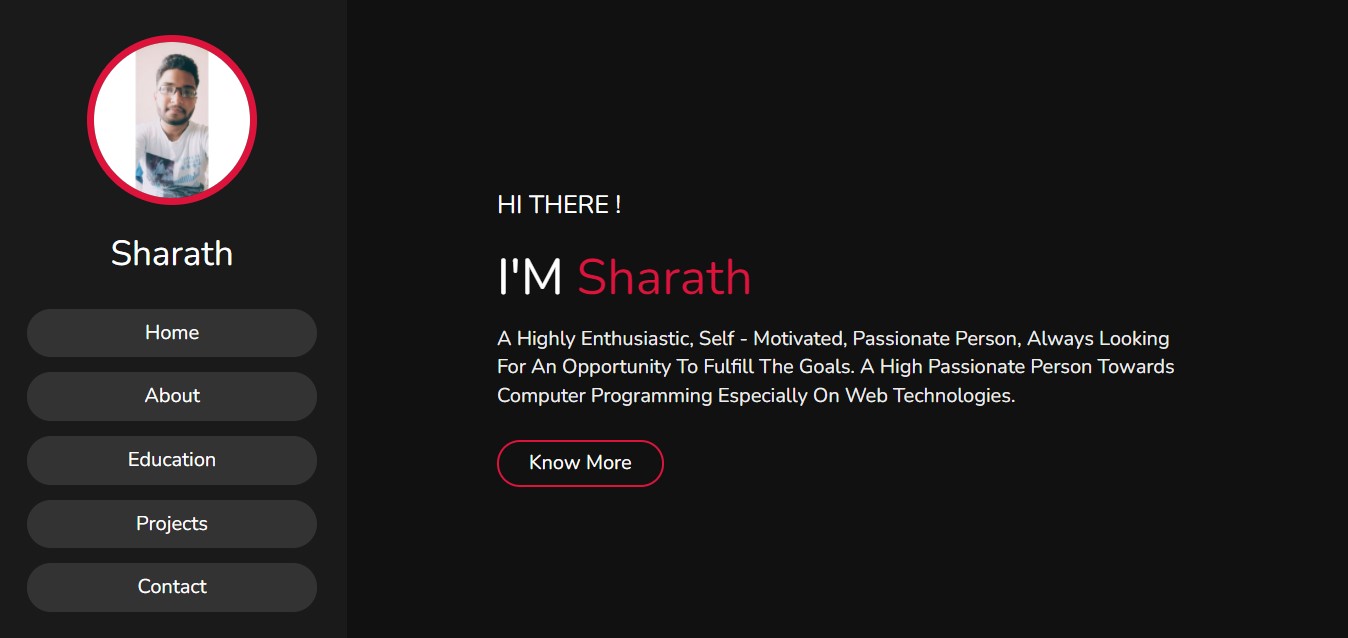 Sharath
Home
About
Education
Projects
Contact
HI THERE !
I'M Sharath
A Highly Enthusiastic, Self - Motivated, Passionate Person, Always Looking
For An Opportunity To Fulfill The Goals. A High Passionate Person Towards
Computer Programming Especially On Web Technologies.
Know More